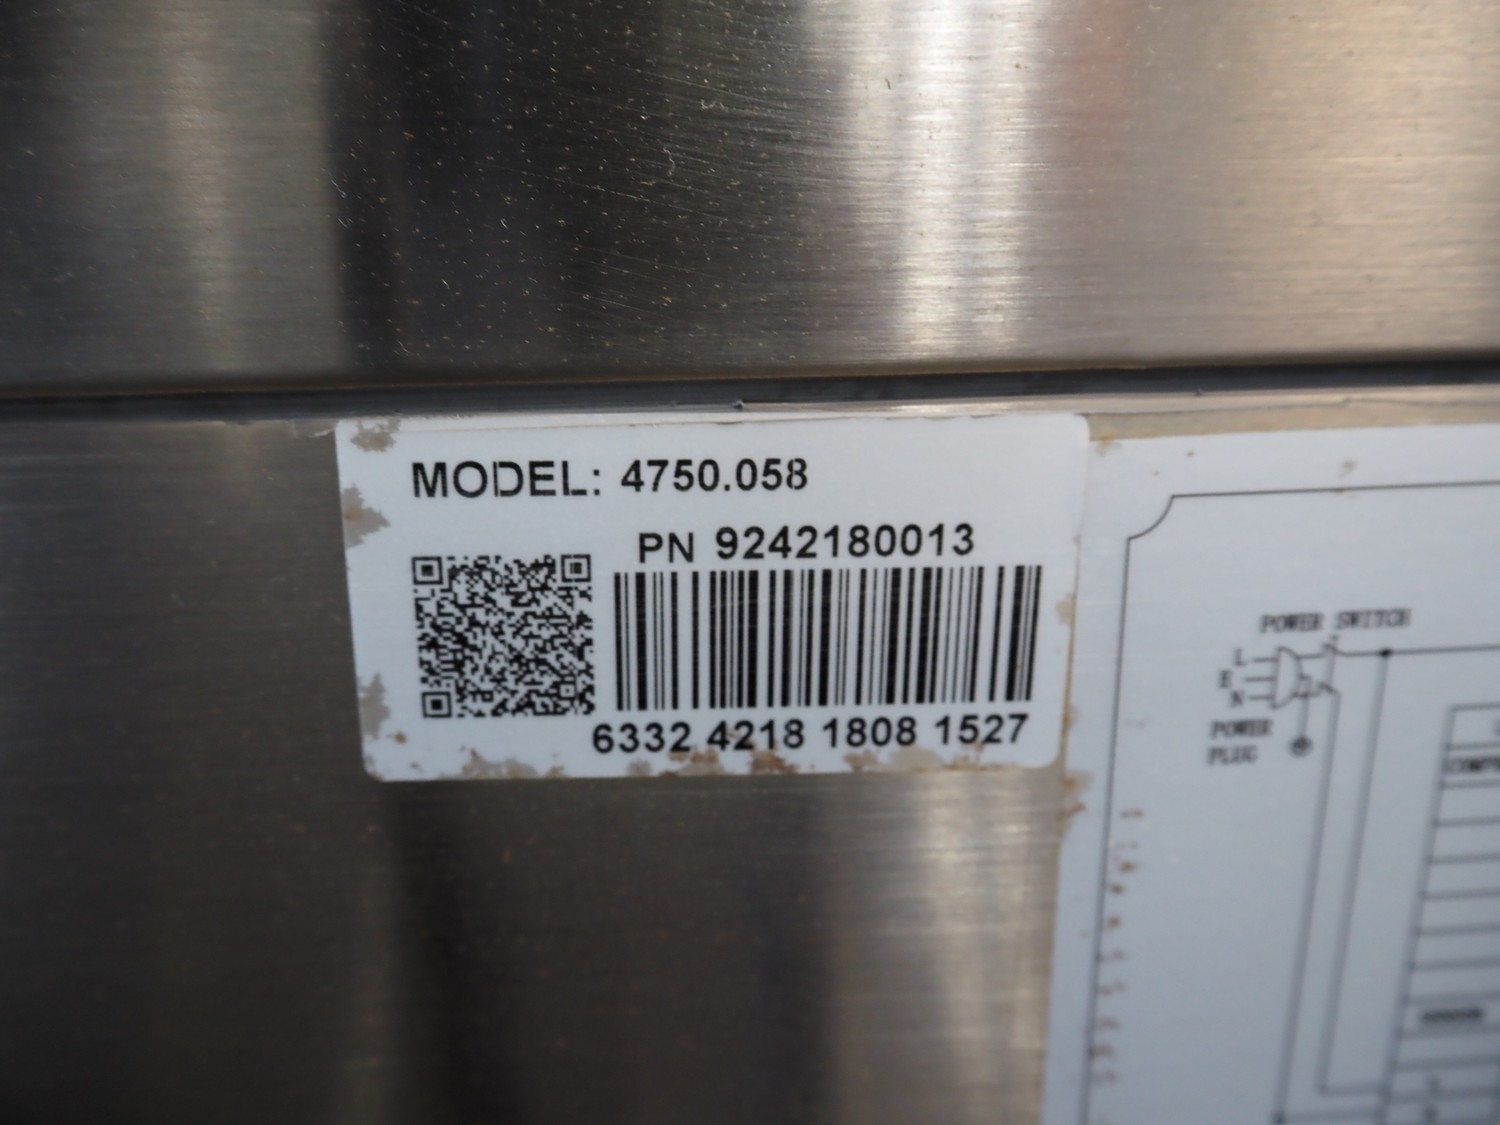 MODEL: 4750.058
PN 9242180013
6332 4218 1808 1527
POWER SWITCH
L
E
N
POWER
PLUG